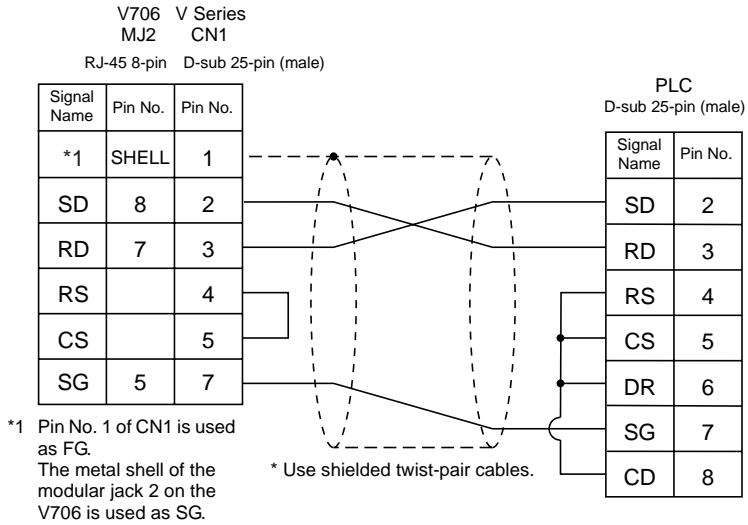 V706 V Series
MJ2 CN1
RJ-45 8-pin D-sub 25-pin (male)
Signal Name Pin No. Pin No.
*1 SHELL 1
SD 8 2
RD 7 3
RS 4
CS 5
SG 5 7
*1 Pin No. 1 of CN1 is used
as FG.
The metal shell of the
modular jack 2 on the
V706 is used as SG.
* Use shielded twist-pair cables.
PLC
D-sub 25-pin (male)
Signal Name Pin No.
SD 2
RD 3
RS 4
CS 5
DR 6
SG 7
CD 8